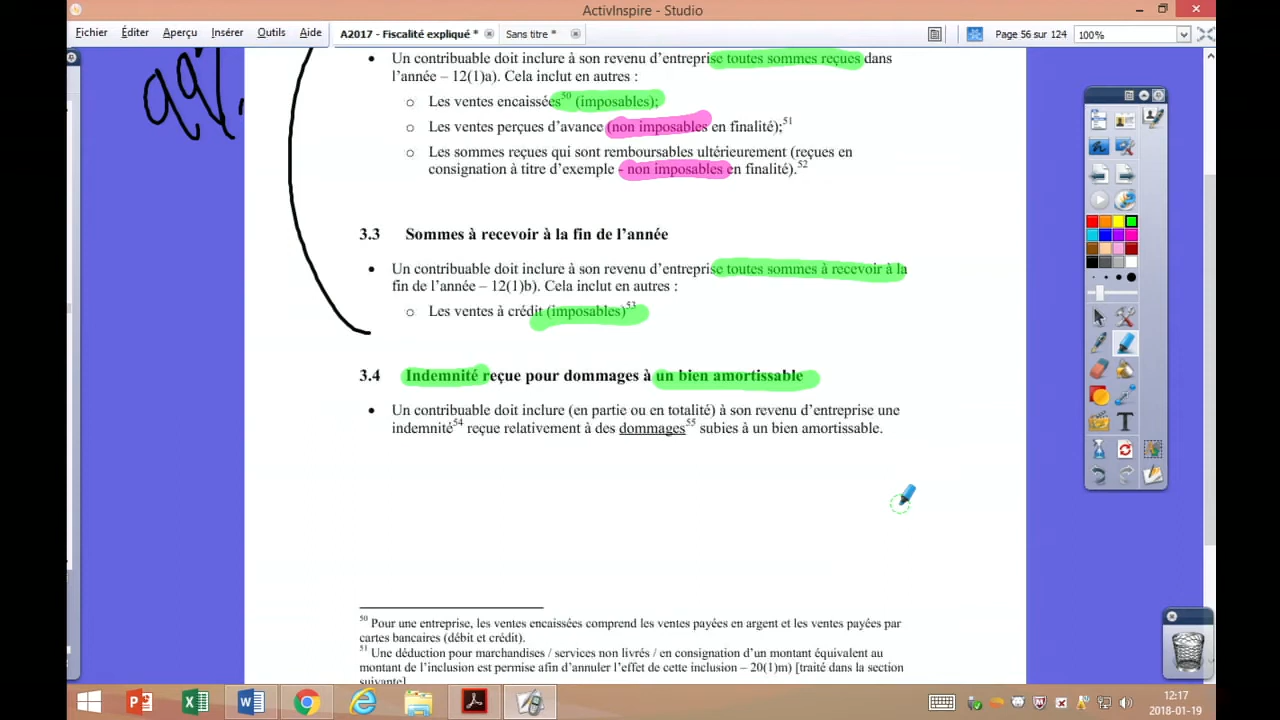 ActivInspire - Studio
Fichier Éditer Aperçu Insérer Outils Aide
A2017 - Fiscalité expliqué * Sans titre *
Page 56 sur 124 100%
99%
• Un contribuable doit inclure à son revenu d'entreprise toutes sommes reçues dans
l'année – 12(1)a). Cela inclut en autres :
o Les ventes encaissées50 (imposables);
o Les ventes perçues d'avance (non imposables en finalité);51
o Les sommes reçues qui sont remboursables ultérieurement (reçues en
consignation à titre d'exemple - non imposables en finalité).52
3.3 Sommes à recevoir à la fin de l'année
• Un contribuable doit inclure à son revenu d'entreprise toutes sommes à recevoir à la
fin de l'année – 12(1)b). Cela inclut en autres :
o Les ventes à crédit (imposables)53
3.4 Indemnité reçue pour dommages à un bien amortissable
• Un contribuable doit inclure (en partie ou en totalité) à son revenu d'entreprise une
indemnité54 reçue relativement à des dommages55 subies à un bien amortissable.
50 Pour une entreprise, les ventes encaissées comprend les ventes payées en argent et les ventes payées par
cartes bancaires (débit et crédit).
51 Une déduction pour marchandises / services non livrés / en consignation d'un montant équivalent au
montant de l'inclusion est permise afin d'annuler l'effet de cette inclusion – 20(1)m) [traité dans la section
suivante]
12:17
2018-01-19